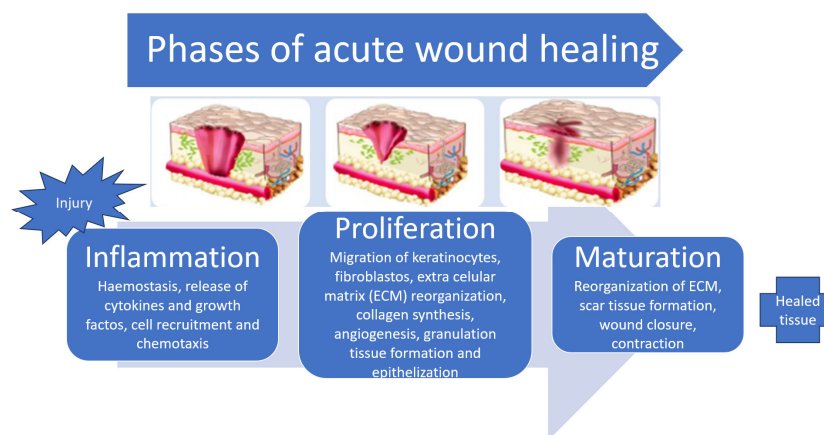 Phases of acute wound healing
Injury
Inflammation
Haemostasis, release of
cytokines and growth
factos, cell recruitment and
chemotaxis
Proliferation
Migration of keratinocytes,
fibroblastos, extra celular
matrix (ECM) reorganization,
collagen synthesis,
angiogenesis, granulation
tissue formation and
epithelization
Maturation
Reorganization of ECM,
scar tissue formation,
wound closure,
contraction
Healed
tissue